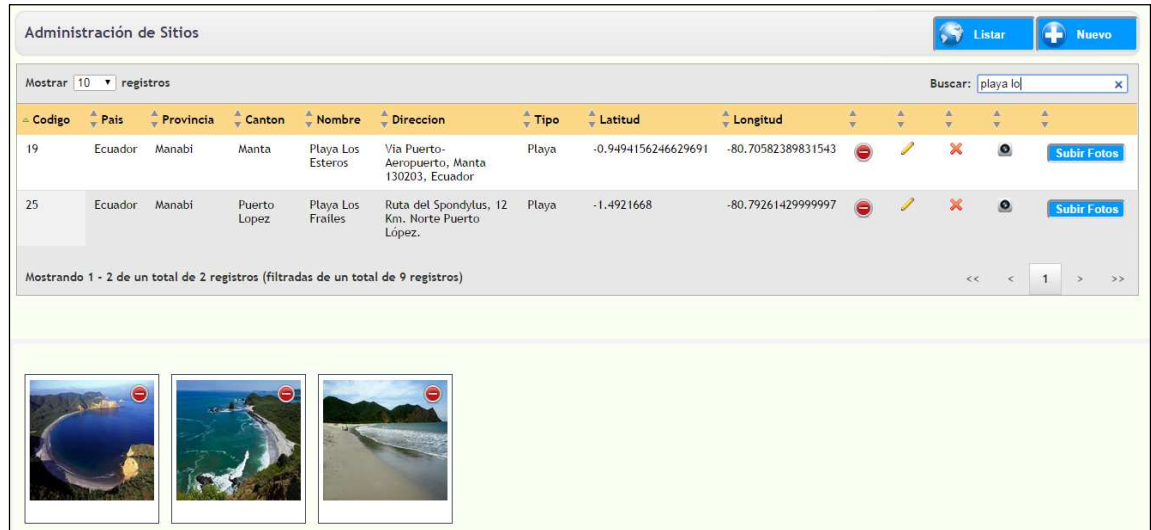 Administración de Sitios Listar Nuevo
Mostrar 10 registros Buscar: playa lo x
Codigo Pais Provincia Canton Nombre Direccion Tipo Latitud Longitud
19 Ecuador Manabi Manta Playa Los Via Puerto- Playa -0.9494156246629691 -80.70582389831543 Subir Fotos
Esteros Aeropuerto, Manta
130203, Ecuador
25 Ecuador Manabi Puerto Playa Los Ruta del Spondylus, 12 Playa -1.4921668 -80.79261429999997 Subir Fotos
Lopez Frailes Km. Norte Puerto
López.
Mostrando 1 - 2 de un total de 2 registros (filtradas de un total de 9 registros) << < 1 > >>